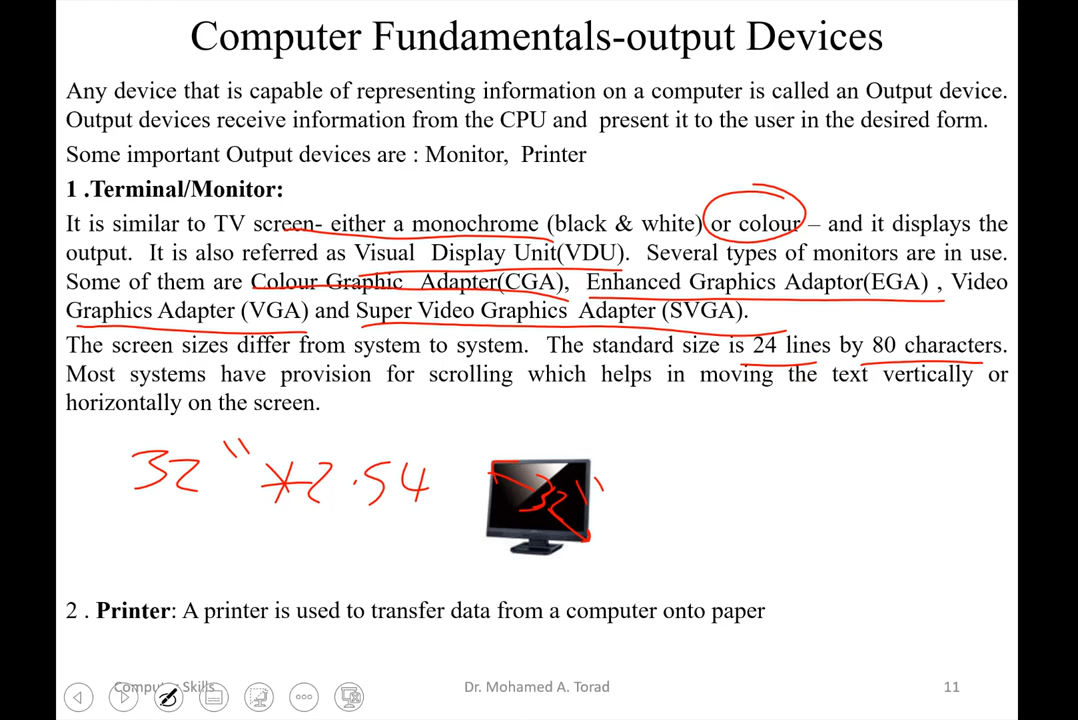 Computer Fundamentals-output Devices
Any device that is capable of representing information on a computer is called an Output device.
Output devices receive information from the CPU and present it to the user in the desired form.
Some important Output devices are : Monitor, Printer
1 .Terminal/Monitor:
It is similar to TV screen- either a monochrome (black & white) or colour – and it displays the
output. It is also referred as Visual Display Unit(VDU). Several types of monitors are in use.
Some of them are Colour Graphic Adapter(CGA), Enhanced Graphics Adaptor(EGA) , Video
Graphics Adapter (VGA) and Super Video Graphics Adapter (SVGA).
The screen sizes differ from system to system. The standard size is 24 lines by 80 characters.
Most systems have provision for scrolling which helps in moving the text vertically or
horizontally on the screen.
32" *2.54
32"
2 . Printer: A printer is used to transfer data from a computer onto paper
Computer Skills
Dr. Mohamed A. Torad
11